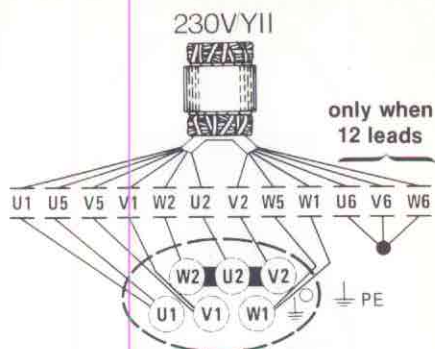 230VYII
only when
12 leads
U1 U5 V5 V1 W2 U2 V2 W5 W1 U6 V6 W6
W2 U2 V2
U1 V1 W1 PE